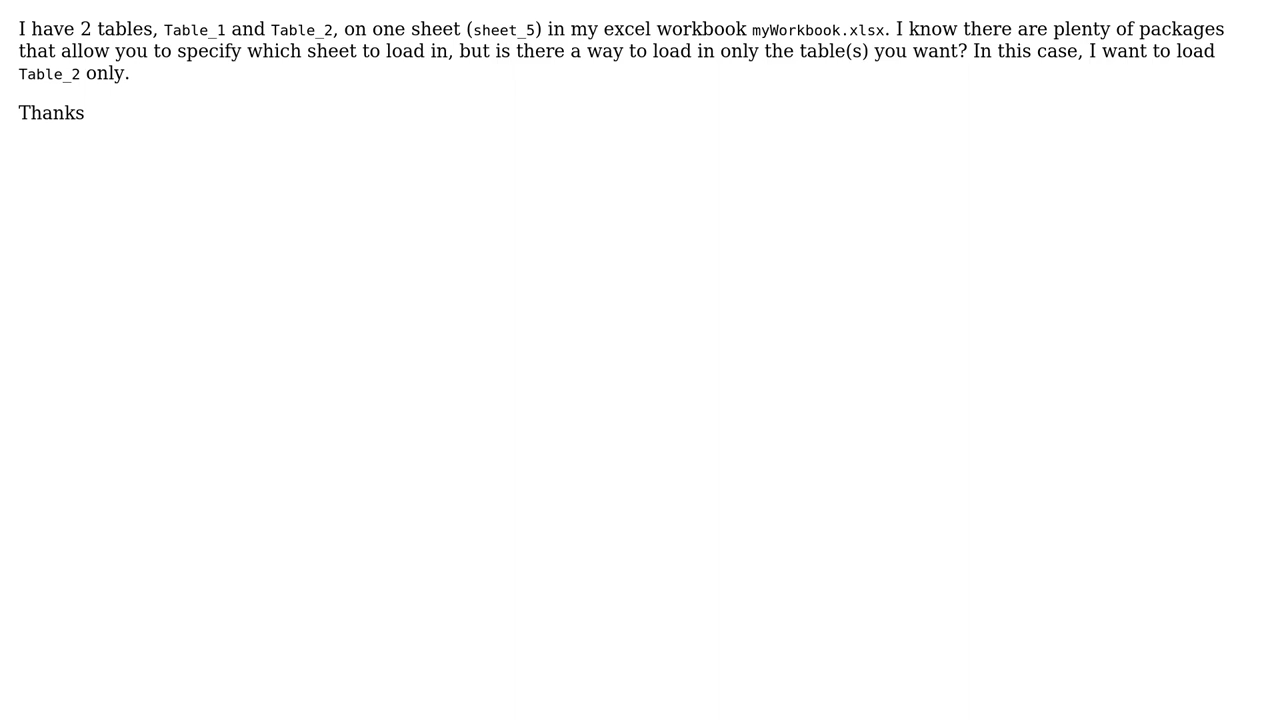 I have 2 tables, Table_1 and Table_2, on one sheet (sheet_5) in my excel workbook myWorkbook.xlsx. I know there are plenty of packages
that allow you to specify which sheet to load in, but is there a way to load in only the table(s) you want? In this case, I want to load
Table_2 only.
Thanks